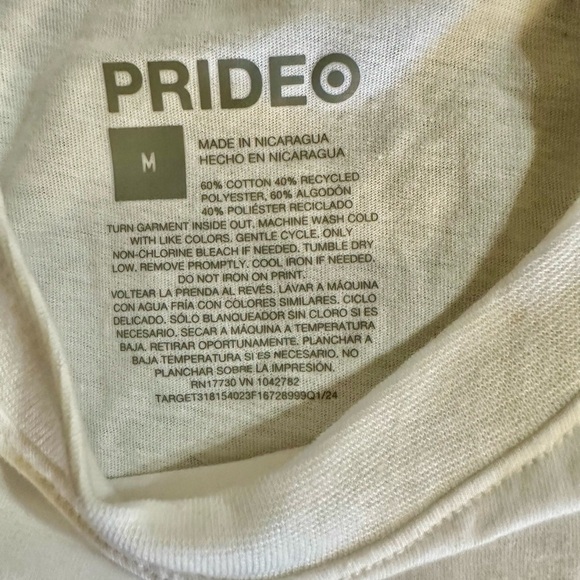 PRIDE
M
MADE IN NICARAGUA
HECHO EN NICARAGUA
60% COTTON 40% RECYCLED
POLYESTER, 60% ALGODÓN
40% POLIÉSTER RECICLADO
TURN GARMENT INSIDE OUT. MACHINE WASH COLD
WITH LIKE COLORS. GENTLE CYCLE. ONLY
NON-CHLORINE BLEACH IF NEEDED. TUMBLE DRY
LOW. REMOVE PROMPTLY. COOL IRON IF NEEDED.
DO NOT IRON ON PRINT.
VOLTEAR LA PRENDA AL REVÉS. LAVAR A MÁQUINA
CON AGUA FRÍA CON COLORES SIMILARES. CICLO
DELICADO. SÓLO BLANQUEADOR SIN CLORO SI ES
NECESARIO. SECAR A MÁQUINA A TEMPERATURA
BAJA. RETIRAR OPORTUNAMENTE. PLANCHAR A
BAJA TEMPERATURA SI ES NECESARIO. NO
PLANCHAR SOBRE LA IMPRESIÓN.
RN17730 VN 1042782
TARGET318154023F16728999Q1/24